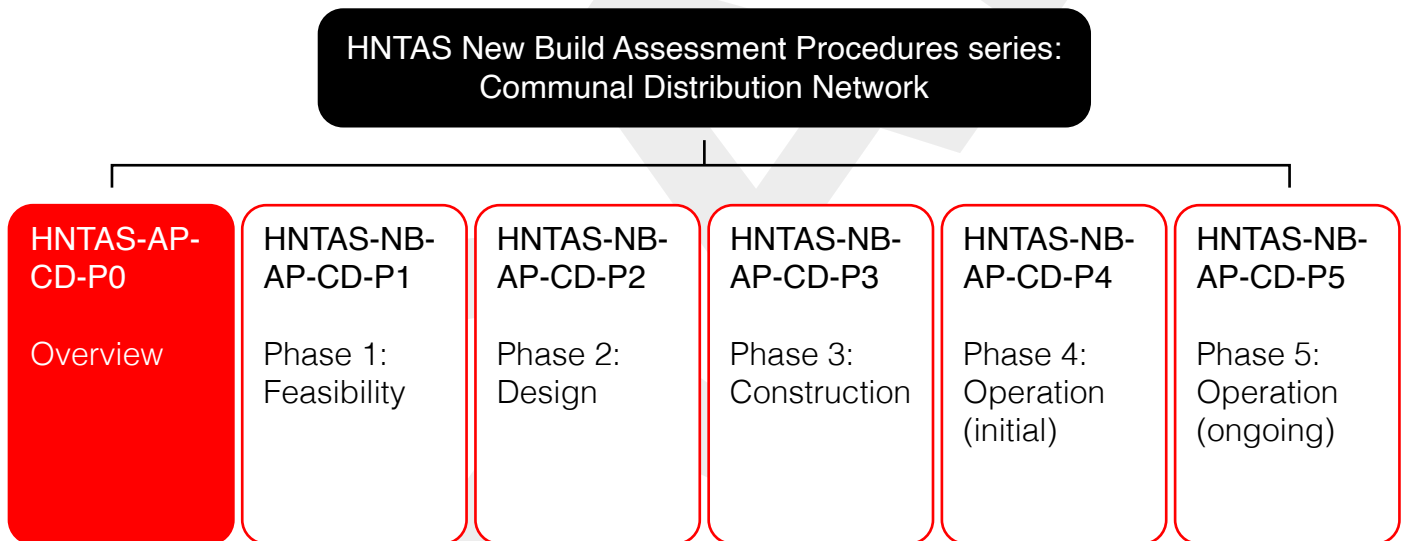 HNTAS New Build Assessment Procedures series:
Communal Distribution Network
HNTAS-AP-
CD-P0
Overview
HNTAS-NB-
AP-CD-P1
Phase 1:
Feasibility
HNTAS-NB-
AP-CD-P2
Phase 2:
Design
HNTAS-NB-
AP-CD-P3
Phase 3:
Construction
HNTAS-NB-
AP-CD-P4
Phase 4:
Operation
(initial)
HNTAS-NB-
AP-CD-P5
Phase 5:
Operation
(ongoing)